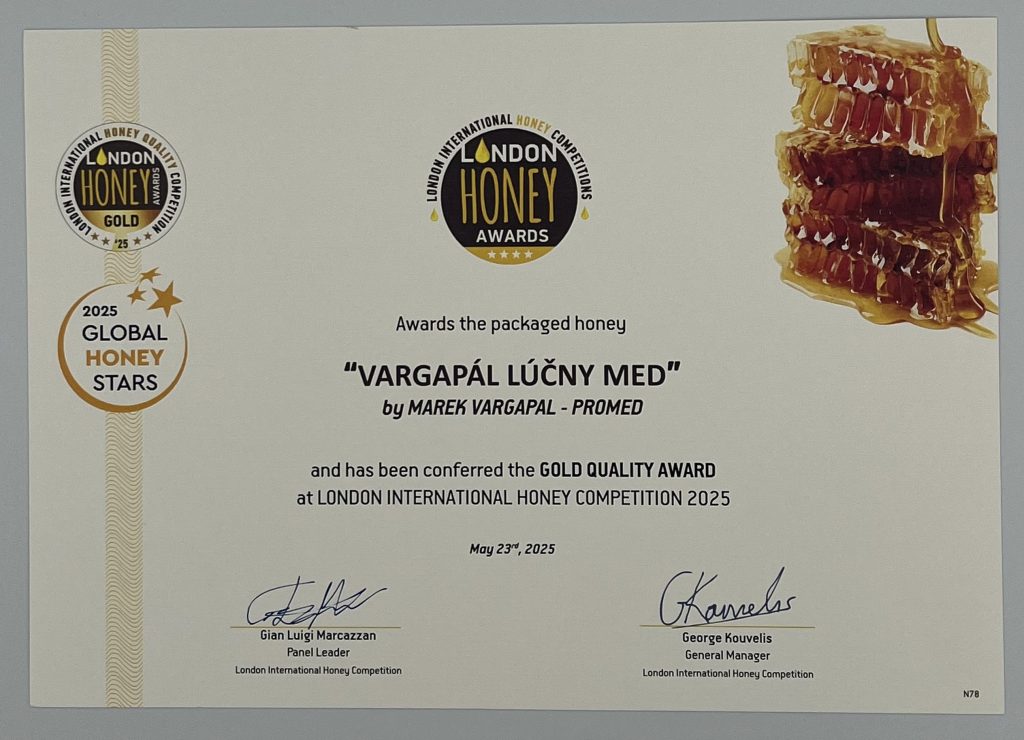 LONDON INTERNATIONAL HONEY QUALITY COMPETITION
LONDON
HONEY
AWARDS
GOLD
'25
2025
GLOBAL
HONEY
STARS
LONDON INTERNATIONAL HONEY COMPETITIONS
LONDON
HONEY
AWARDS
Awards the packaged honey
“VARGAPÁL LÚČNY MED”
by MAREK VARGAPAL - PROMED
and has been conferred the GOLD QUALITY AWARD
at LONDON INTERNATIONAL HONEY COMPETITION 2025
May 23rd, 2025
Gian Luigi Marcazzan
Panel Leader
London International Honey Competition
GKouvelis
George Kouvelis
General Manager
London International Honey Competition
N78